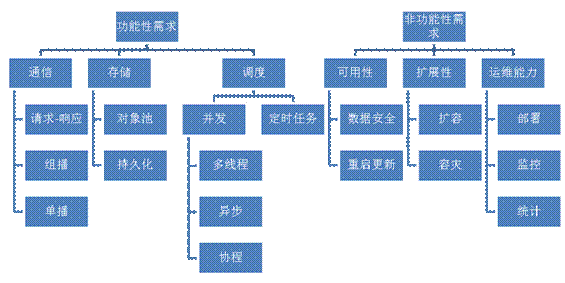 功能性需求
非功能性需
求
通信
存储
调度
可用性
扩展性
运维能力
请求-响应
对象池
并发
定时任务
数据安全
扩容
部署
组播
持久化
多线程
重启更新
容灾
监控
单播
异步
统计
协程